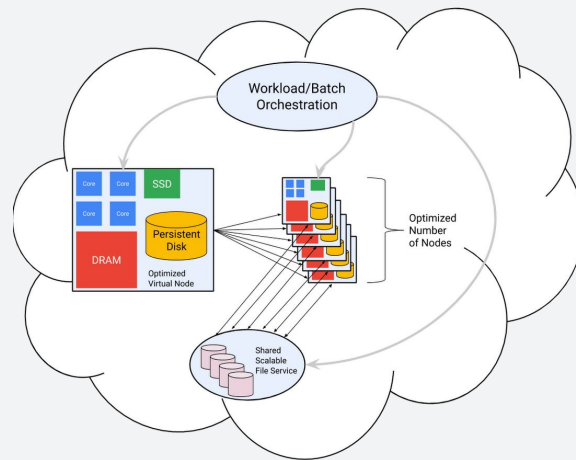 Workload/Batch
Orchestration
Core
Core
SSD
Core
Core
Persistent
Disk
DRAM
Optimized
Virtual Node
Optimized
Number
of Nodes
Shared
Scalable
File Service